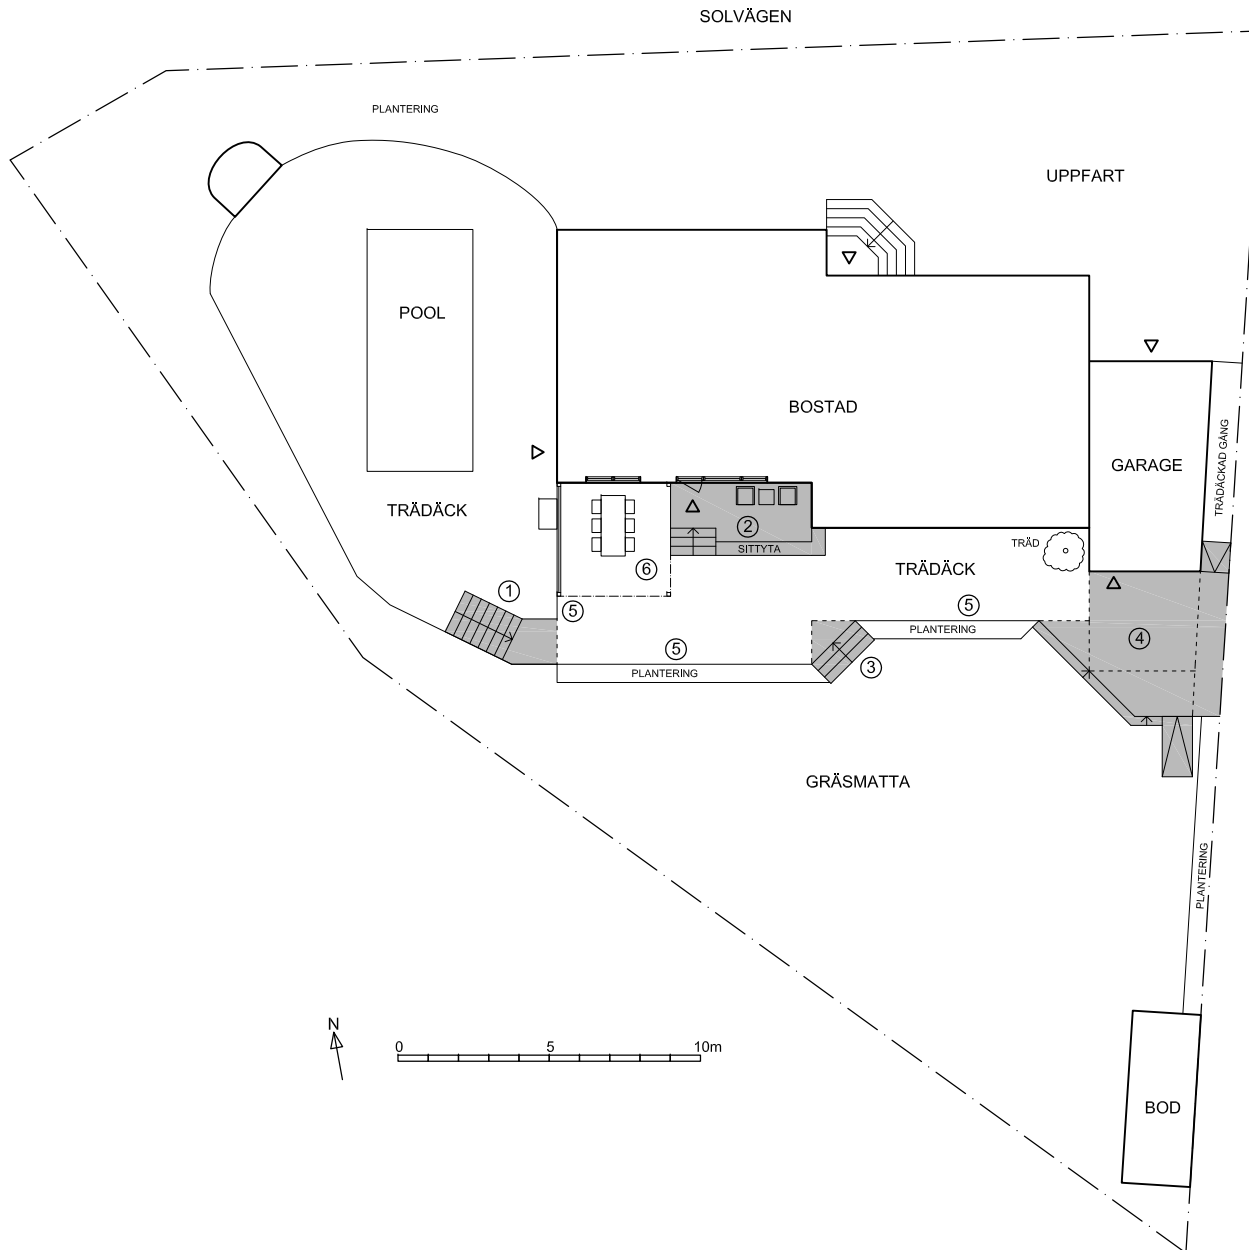 SOLVÄGEN
PLANTERING
UPPFART
POOL
BOSTAD
GARAGE
TRÄDÄCKAD GÅNG
TRÄDÄCK
2
SITTYTA
TRÄD
6
TRÄDÄCK
1
5
5
5
PLANTERING
4
3
PLANTERING
GRÄSMATTA
PLANTERING
N
0 5 10m
BOD